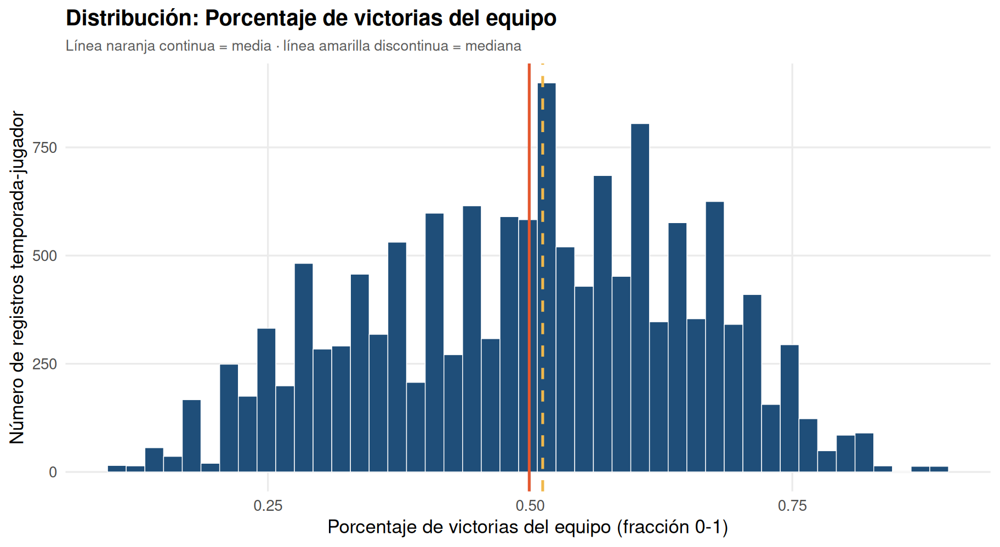 Distribución: Porcentaje de victorias del equipo
Línea naranja continua = media · línea amarilla discontinua = mediana
Número de registros temporada-jugador
750
500
250
0
0.25
0.50
0.75
Porcentaje de victorias del equipo (fracción 0-1)